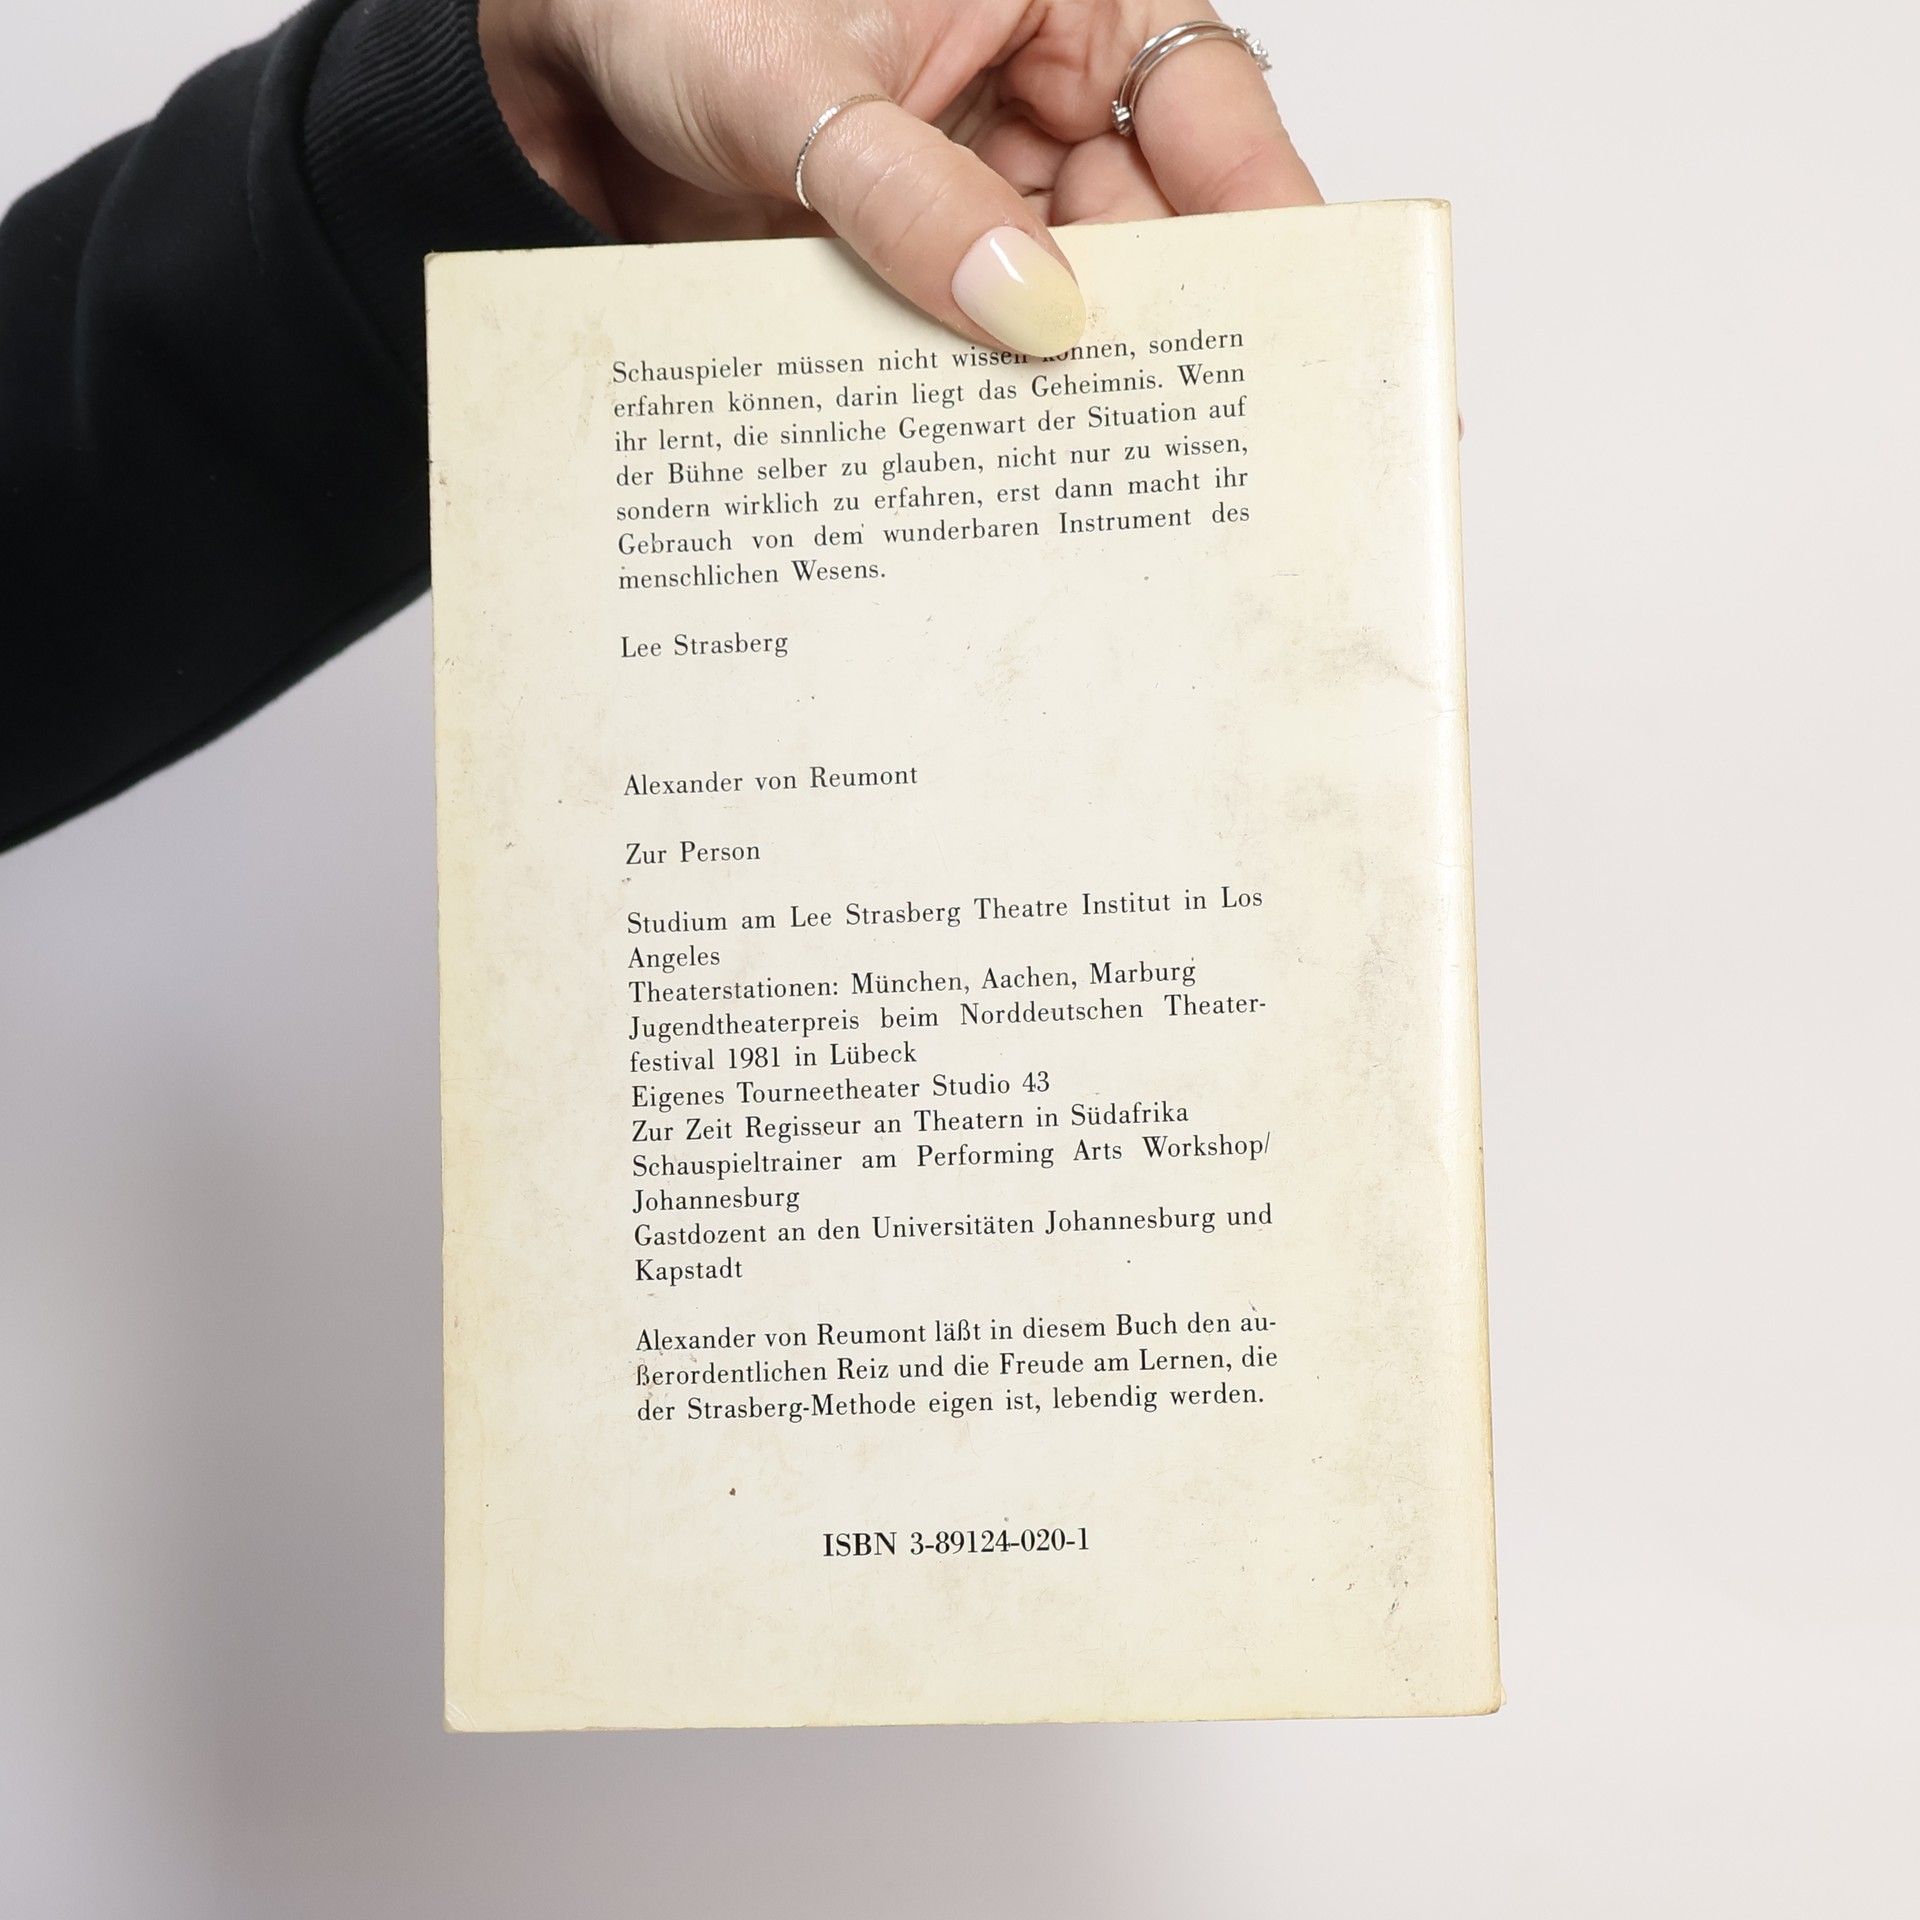 Schauspieler müssen nicht wissen können, sondern
erfahren können, darin liegt das Geheimnis. Wenn
ihr lernt, die sinnliche Gegenwart der Situation auf
der Bühne selber zu glauben, nicht nur zu wissen,
sondern wirklich zu erfahren, erst dann macht ihr
Gebrauch von dem wunderbaren Instrument des
menschlichen Wesens.
Lee Strasberg
Alexander von Reumont
Zur Person
Studium am Lee Strasberg Theatre Institut in Los
Angeles
Theaterstationen: München, Aachen, Marburg
Jugendtheaterpreis beim Norddeutschen Theater-
festival 1981 in Lübeck
Eigenes Tourneetheater Studio 43
Zur Zeit Regisseur an Theatern in Südafrika
Schauspieltrainer am Performing Arts Workshop/
Johannesburg
Gastdozent an den Universitäten Johannesburg und
Kapstadt
Alexander von Reumont läßt in diesem Buch den au-
ßerordentlichen Reiz und die Freude am Lernen, die
der Strasberg-Methode eigen ist, lebendig werden.
ISBN 3-89124-020-1